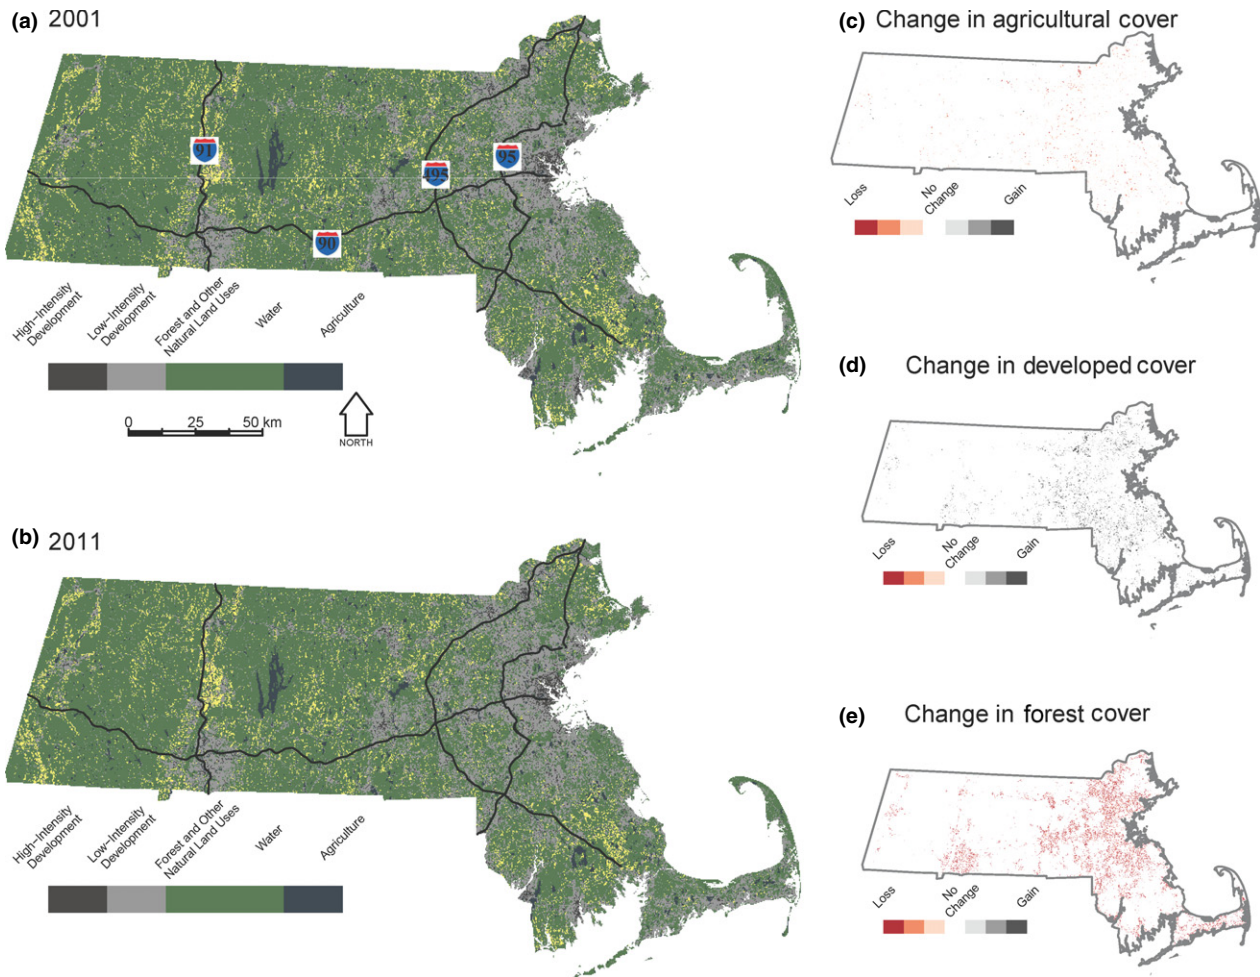 (a) 2001
91
495
95
90
High-Intensity
Development
Low-Intensity
Development
Forest and Other
Natural Land Uses
Water
Agriculture
0 25 50 km
NORTH
(b) 2011
High-Intensity
Development
Low-Intensity
Development
Forest and Other
Natural Land Uses
Water
Agriculture
(c) Change in agricultural cover
Loss
No
Change
Gain
(d) Change in developed cover
Loss
No
Change
Gain
(e) Change in forest cover
Loss
No
Change
Gain